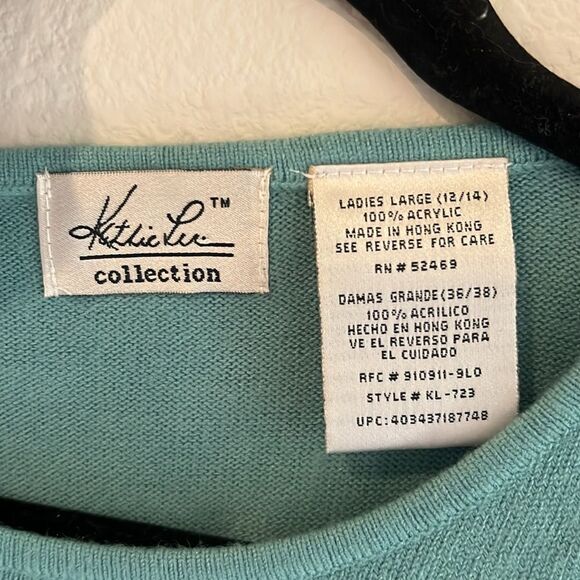 Kathie Lee™
collection
LADIES LARGE (12/14)
100% ACRYLIC
MADE IN HONG KONG
SEE REVERSE FOR CARE
RN # 52469
DAMAS GRANDE (36/38)
100% ACRILICO
HECHO EN HONG KONG
VE EL REVERSO PARA
EL CUIDADO
RFC # 910911-9L0
STYLE # KL-723
UPC: 403437187748